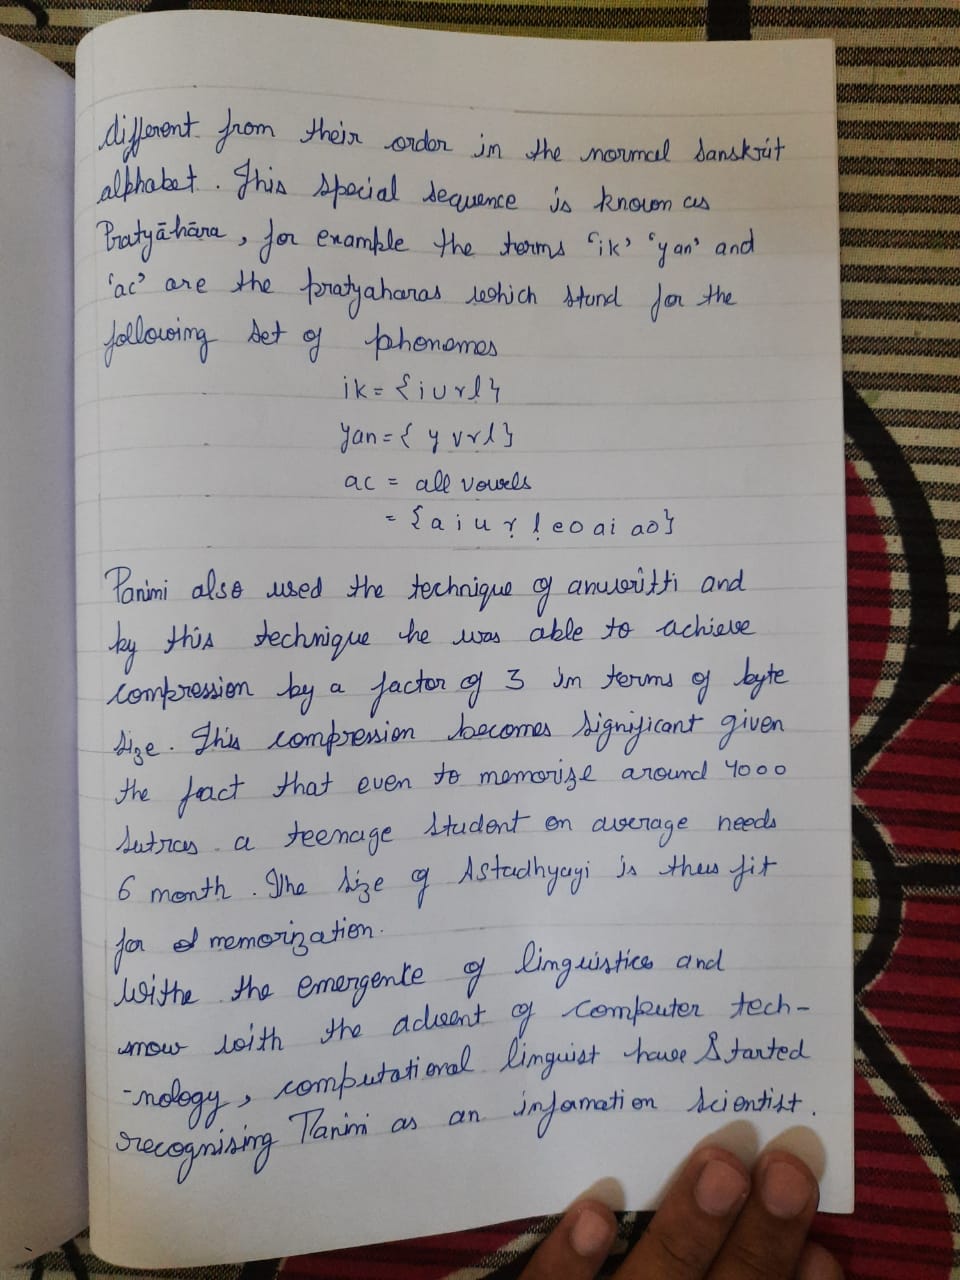 different from their order in the normal Sanskrit
alphabet. This special sequence is known as
Pratyāhāra, for example the terms 'ik' 'yan' and
'ac' are the pratyaharas which stand for the
following set of phonemes
ik = {i u r l}
yan = { y v r l }
ac = all vowels
= {a i u ṛ ḷ e o ai ao}
Panini also used the technique of anuvritti and
by this technique he was able to achieve
compression by a factor of 3 in terms of byte
size. This compression becomes significant given
the fact that even to memorize around 4000
Sutras a teenage student on average needs
6 month. The size of Astadhyayi is thus fit
for memorization.
Withe the emergence of linguistics and
now with the advent of computer tech-
-nology, computational linguist have started
recognising Panini as an infomation scientist.